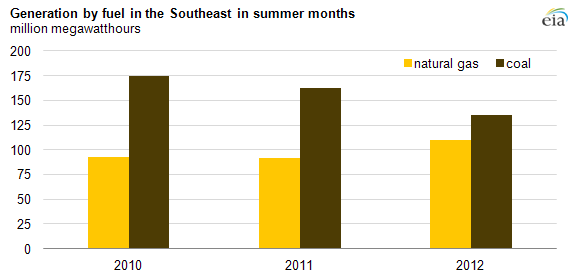 Generation by fuel in the Southeast in summer months
million megawatthours
eia
200
natural gas
coal
175
150
125
100
75
50
25
0
2010
2011
2012